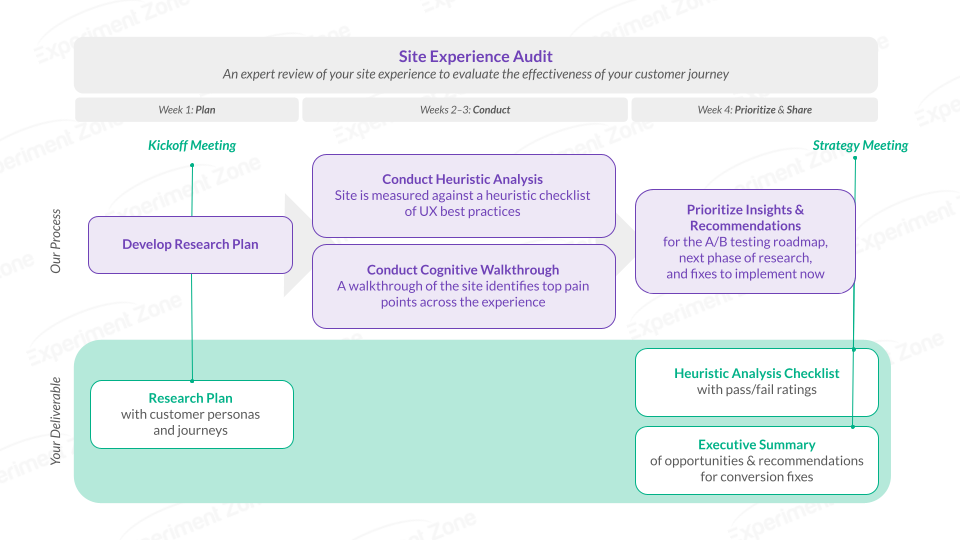 Site Experience Audit
An expert review of your site experience to evaluate the effectiveness of your customer journey
Week 1: Plan
Weeks 2–3: Conduct
Week 4: Prioritize & Share
Kickoff Meeting
Strategy Meeting
Our Process
Develop Research Plan
Conduct Heuristic Analysis
Site is measured against a heuristic checklist
of UX best practices
Conduct Cognitive Walkthrough
A walkthrough of the site identifies top pain
points across the experience
Prioritize Insights &
Recommendations
for the A/B testing roadmap,
next phase of research,
and fixes to implement now
Your Deliverable
Research Plan
with customer personas
and journeys
Heuristic Analysis Checklist
with pass/fail ratings
Executive Summary
of opportunities & recommendations
for conversion fixes
Experiment Zone